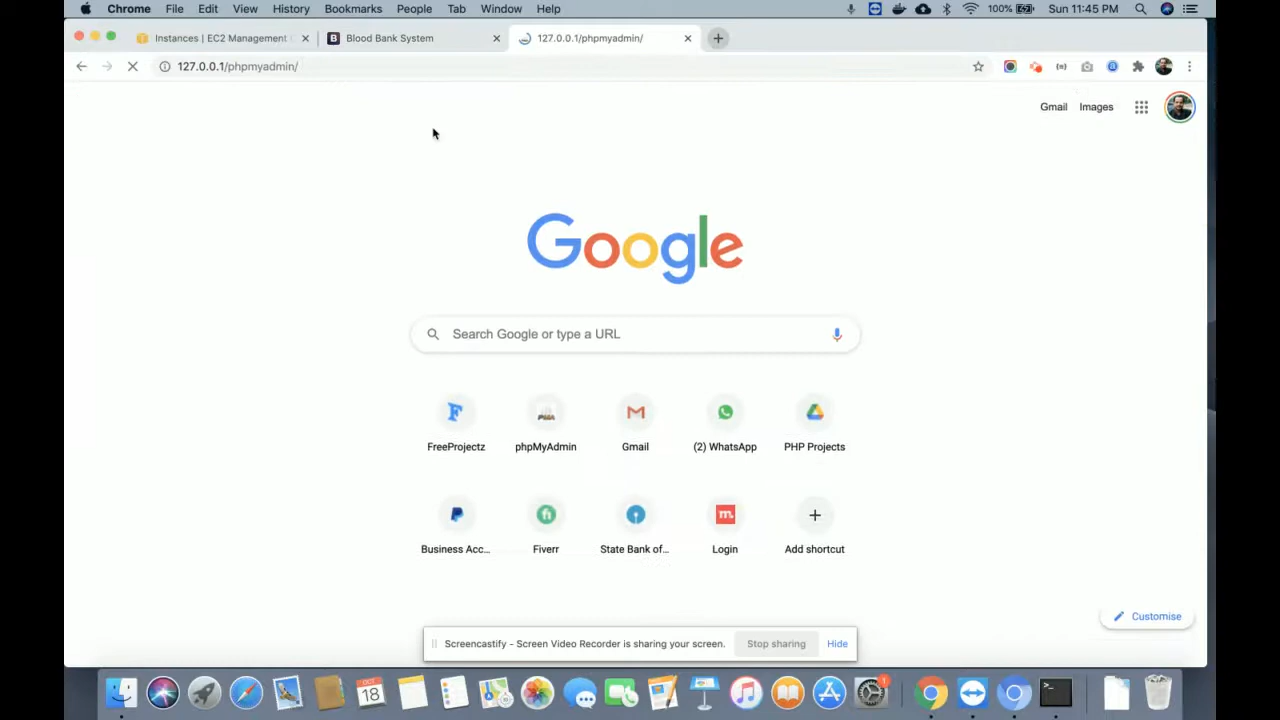 Chrome File Edit View History Bookmarks People Tab Window Help 100% Sun 11:45 PM
Instances | EC2 Management C Blood Bank System 127.0.0.1/phpmyadmin/
127.0.0.1/phpmyadmin/
Gmail Images
Google
Search Google or type a URL
FreeProjectz phpMyAdmin Gmail (2) WhatsApp PHP Projects
Business Acc... Fiverr State Bank of... Login Add shortcut
Customise
Screencastify - Screen Video Recorder is sharing your screen. Stop sharing Hide
OCT
18
1